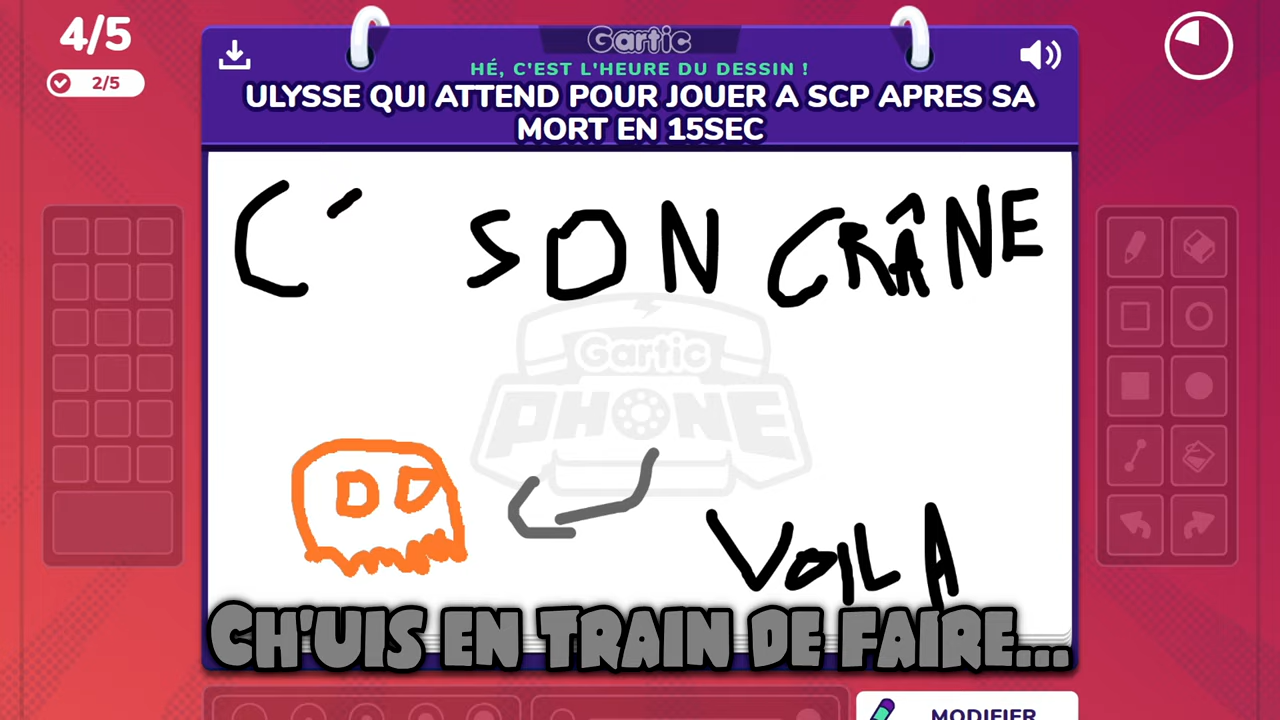 4/5
2/5
Gartic
HÉ, C'EST L'HEURE DU DESSIN !
ULYSSE QUI ATTEND POUR JOUER A SCP APRES SA
MORT EN 15SEC
C' SON CRÂNE
Gartic
PHONE
VOILA
CH'UIS EN TRAIN DE FAIRE...
MODIFIER